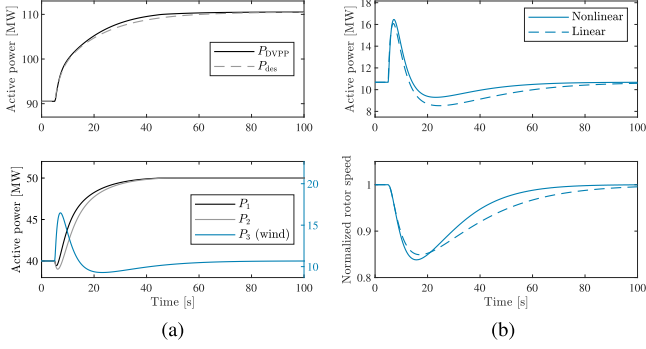 Active power [MW]
110
100
90
P_DVPP
P_des
0 20 40 60 80 100
Active power [MW]
50
45
40
P_1
P_2
P_3 (wind)
20
15
10
0 20 40 60 80 100
Time [s]
(a)
Active power [MW]
18
16
14
12
10
8
Nonlinear
Linear
0 20 40 60 80 100
Normalized rotor speed
1
0.9
0.8
0 20 40 60 80 100
Time [s]
(b)